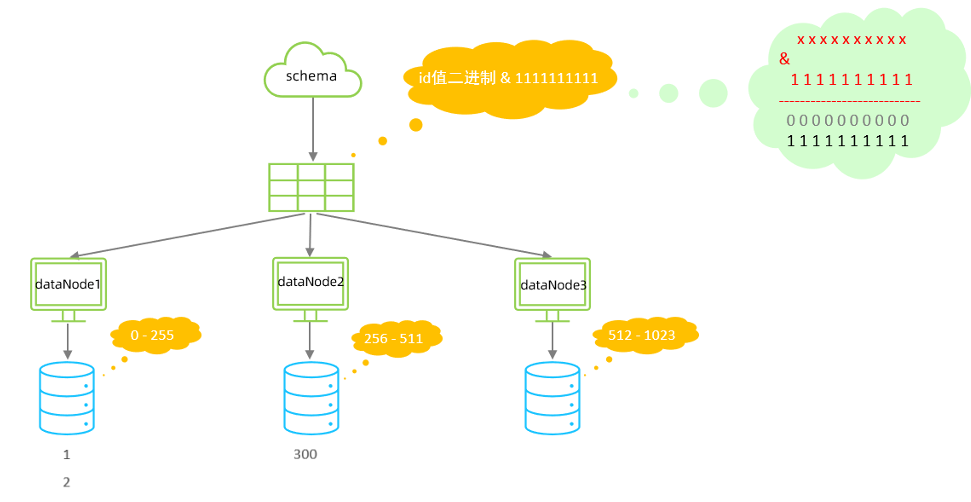 schema
id值二进制 & 1111111111
x x x x x x x x x x
&
1 1 1 1 1 1 1 1 1 1
---------------------------
0 0 0 0 0 0 0 0 0 0
1 1 1 1 1 1 1 1 1 1
dataNode1
dataNode2
dataNode3
0 - 255
256 - 511
512 - 1023
1
300
2